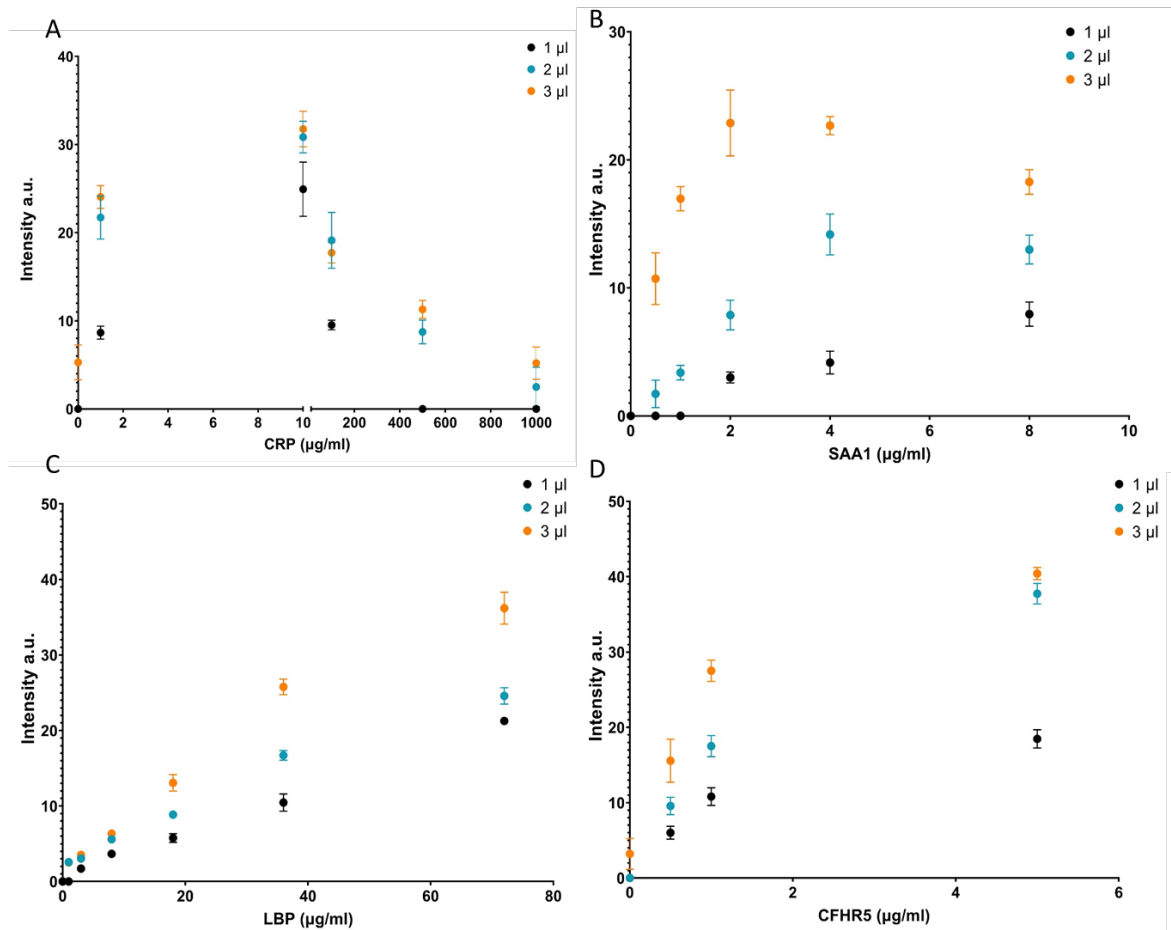 A
1 µl
2 µl
3 µl
40
30
20
10
0
Intensity a.u.
0 2 4 6 8 10 200 400 600 800 1000
CRP (µg/ml)
B
1 µl
2 µl
3 µl
30
20
10
0
Intensity a.u.
0 2 4 6 8 10
SAA1 (µg/ml)
C
1 µl
2 µl
3 µl
50
40
30
20
10
0
Intensity a.u.
0 20 40 60 80
LBP (µg/ml)
D
1 µl
2 µl
3 µl
50
40
30
20
10
0
Intensity a.u.
0 2 4 6
CFHR5 (µg/ml)